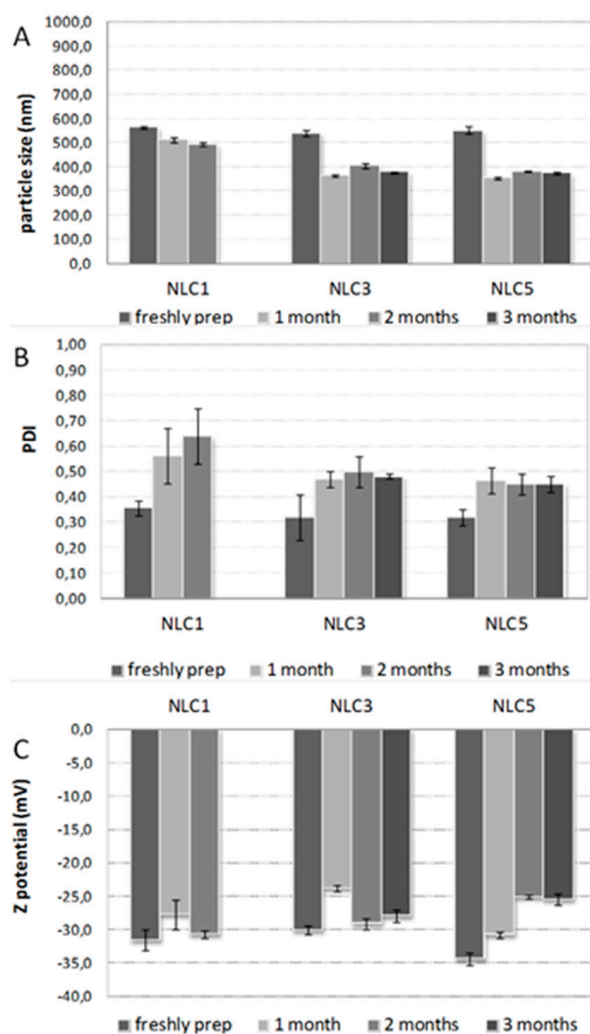 A
particle size (nm)
1000,0
900,0
800,0
700,0
600,0
500,0
400,0
300,0
200,0
100,0
0,0
NLC1 NLC3 NLC5
freshly prep 1 month 2 months 3 months
B
PDI
1,00
0,90
0,80
0,70
0,60
0,50
0,40
0,30
0,20
0,10
0,00
NLC1 NLC3 NLC5
freshly prep 1 month 2 months 3 months
NLC1 NLC3 NLC5
C
Z potential (mV)
0,0
-5,0
-10,0
-15,0
-20,0
-25,0
-30,0
-35,0
-40,0
freshly prep 1 month 2 months 3 months